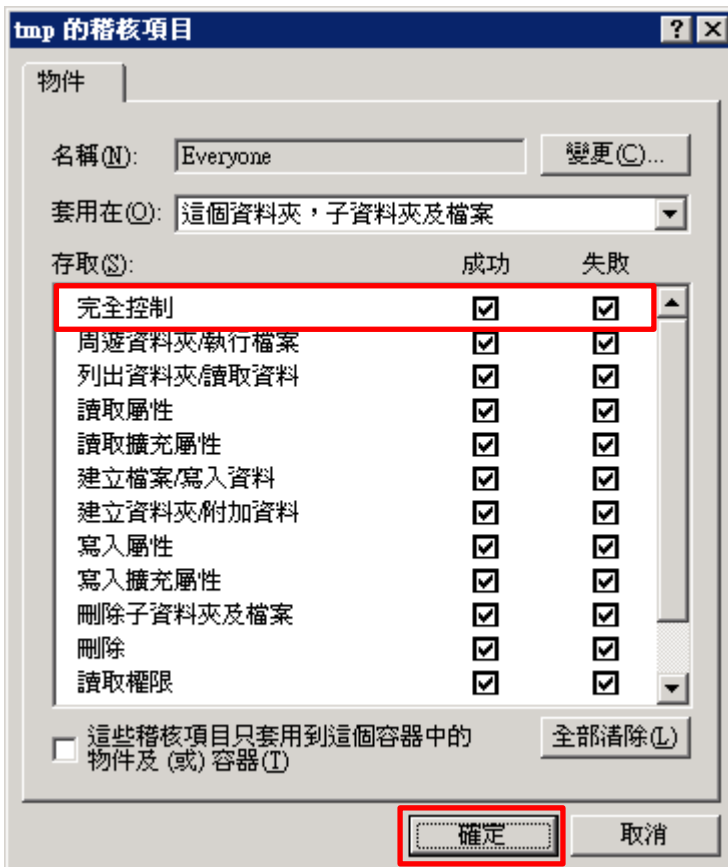 tmp 的稽核項目
物件
名稱(N): Everyone 變更(C)...
套用在(O): 這個資料夾，子資料夾及檔案
存取(S): 成功 失敗
完全控制
周遊資料夾/執行檔案
列出資料夾/讀取資料
讀取屬性
讀取擴充屬性
建立檔案/寫入資料
建立資料夾/附加資料
寫入屬性
寫入擴充屬性
刪除子資料夾及檔案
刪除
讀取權限
這些稽核項目只套用到這個容器中的
物件及 (或) 容器(I)
全部清除(L)
確定 取消